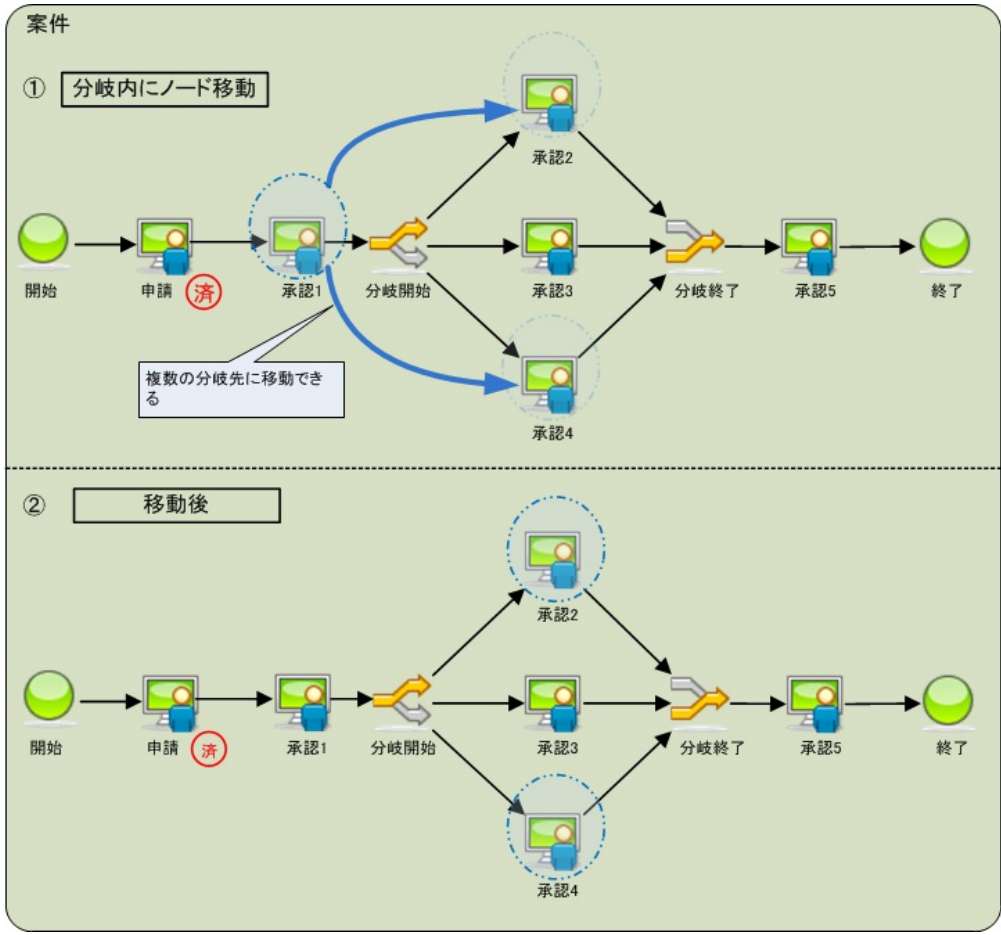 案件
① 分岐内にノード移動
承認2
開始
申請
済
承認1
分岐開始
承認3
分岐終了
承認5
終了
複数の分岐先に移動でき
る
承認4
② 移動後
承認2
開始
申請
済
承認1
分岐開始
承認3
分岐終了
承認5
終了
承認4